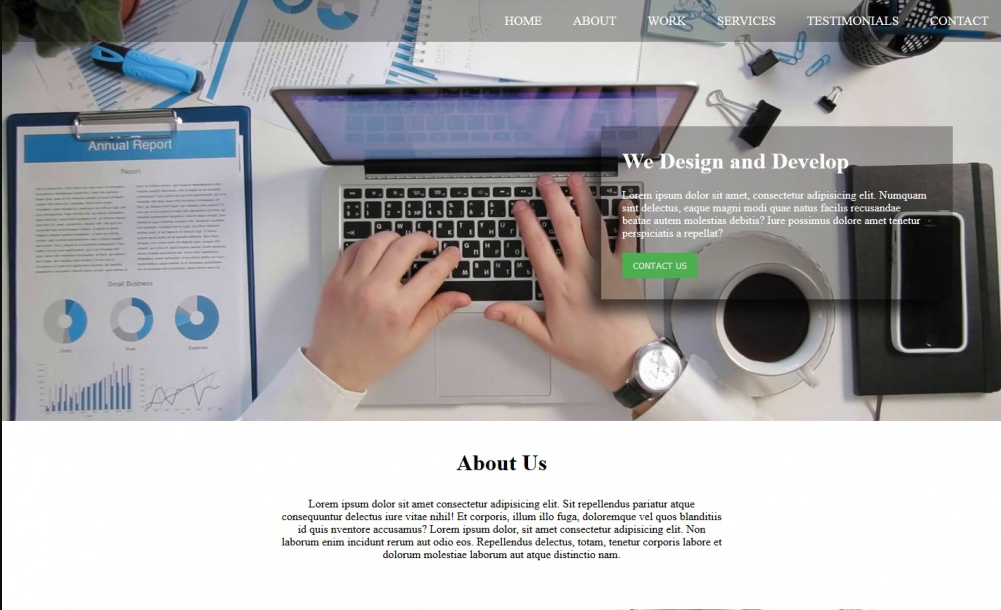 HOME ABOUT WORK SERVICES TESTIMONIALS CONTACT
Annual Report
Report
We Design and Develop
Lorem ipsum dolor sit amet, consectetur adipisicing elit. Numquam
sint delectus, eaque magni modi quae natus facilis recusandae
beatae autem molestias debitis? Iure possimus dolore amet tenetur
perspiciatis a repellat?
CONTACT US
Small Business
Expenses
About Us
Lorem ipsum dolor sit amet consectetur adipisicing elit. Sit repellendus pariatur atque
consequuntur delectus iure vitae nihil! Et corporis, illum illo fuga, doloremque vel quos blanditiis
id quis nventore accusamus? Lorem ipsum dolor, sit amet consectetur adipisicing elit. Non
laborum enim incidunt rerum aut odio eos. Repellendus delectus, totam, tenetur corporis labore et
dolorum molestiae laborum aut atque distinctio nam.